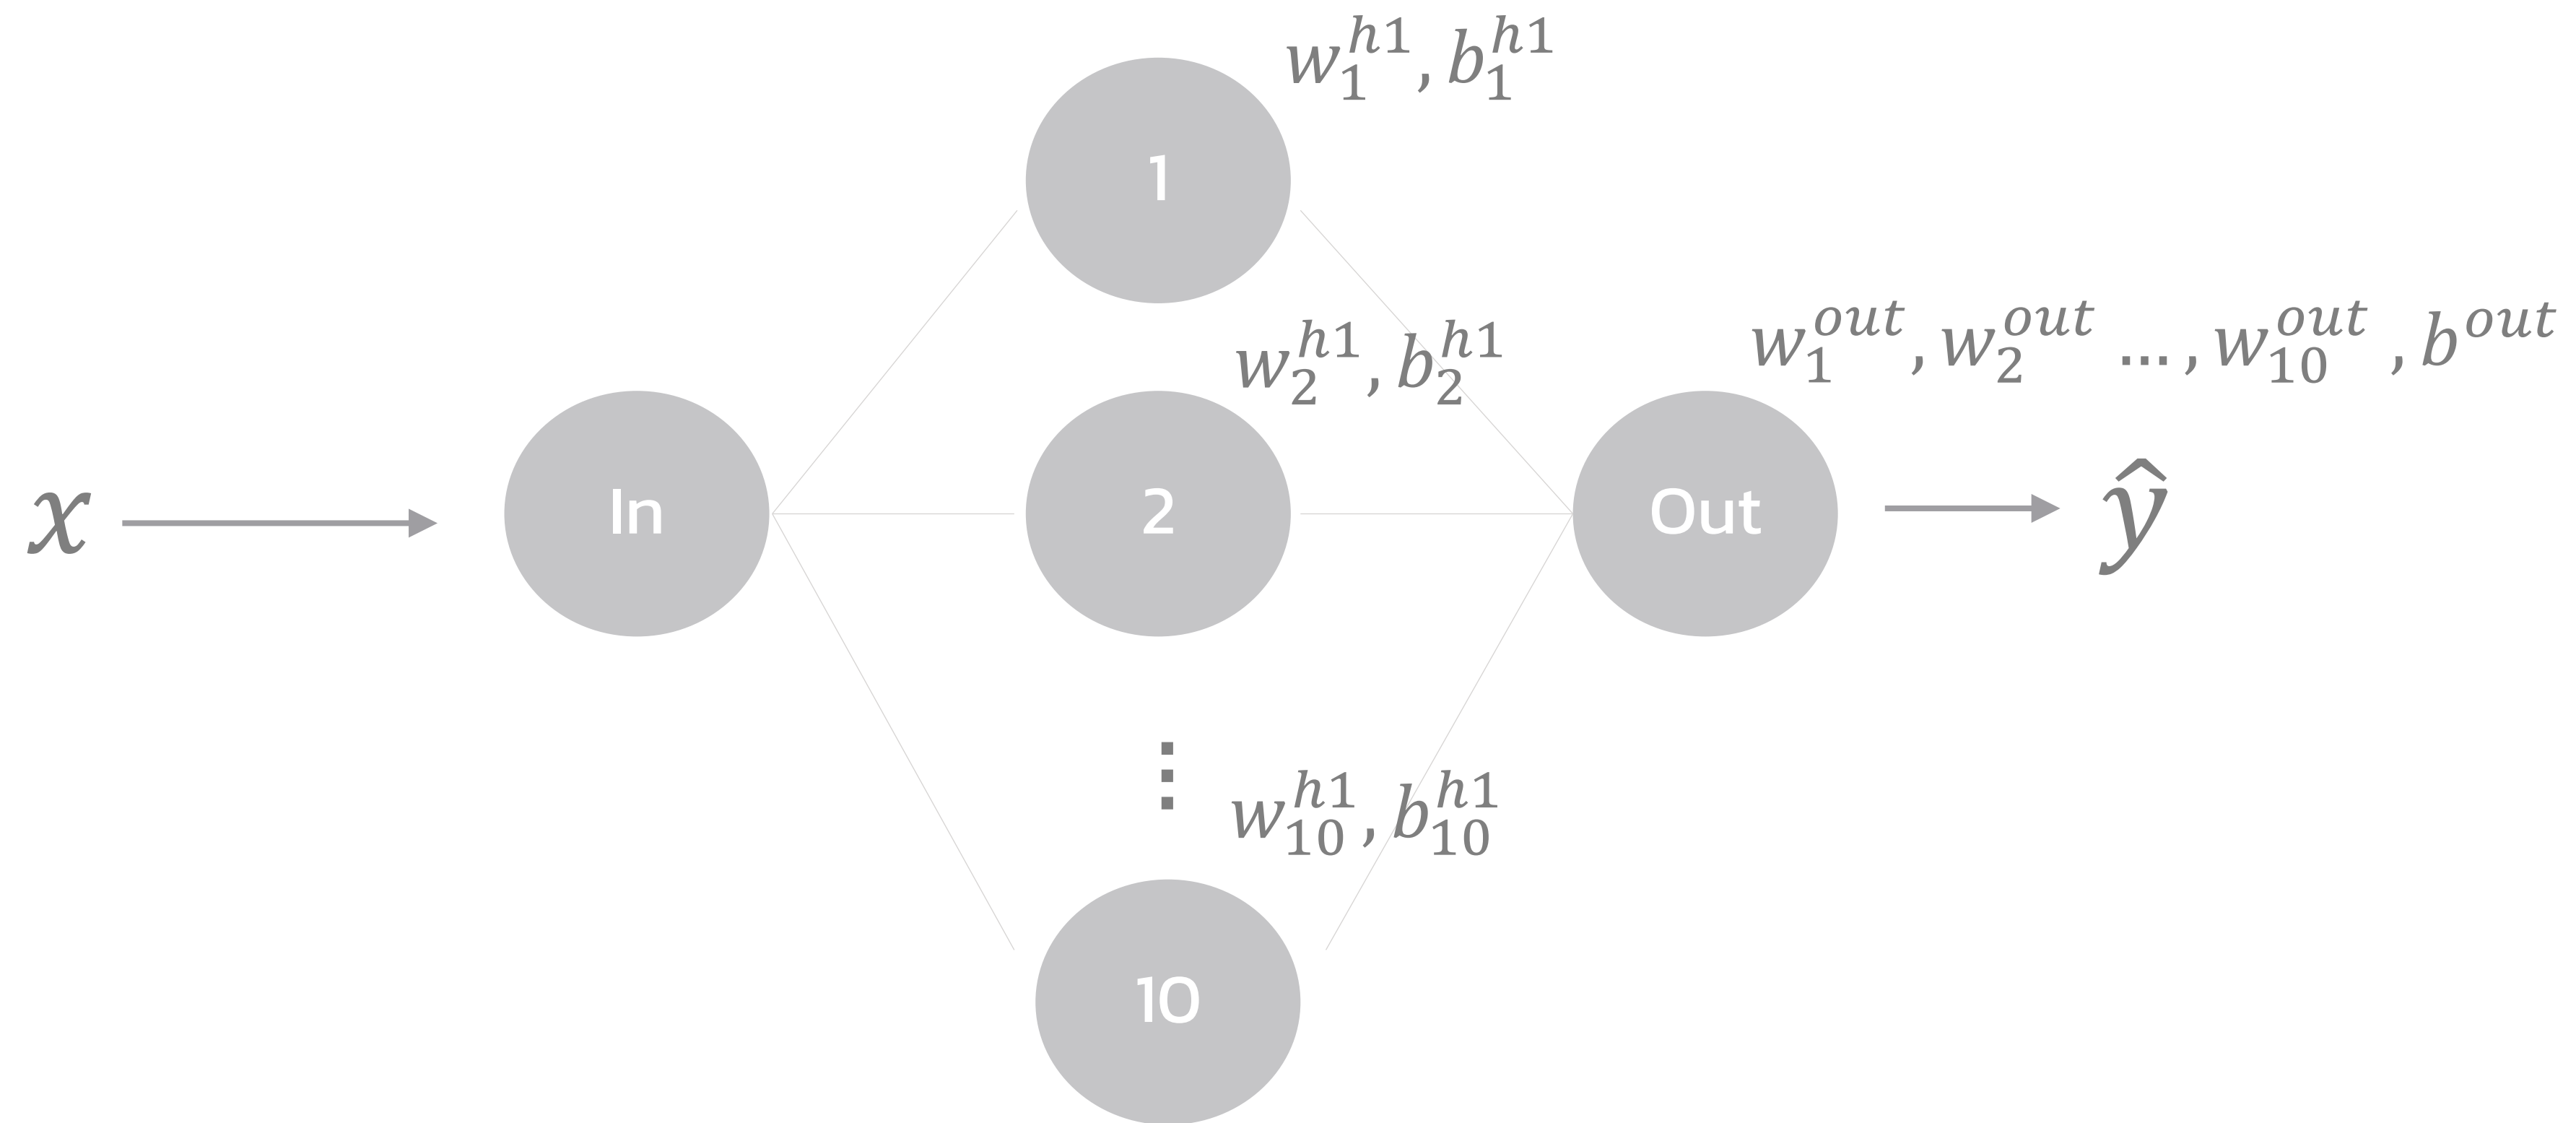 w_1^{h1}, b_1^{h1}
1
w_2^{h1}, b_2^{h1}
w_1^{out}, w_2^{out} …, w_{10}^{out}, b^{out}
x
In
2
Out
ŷ
⋮
w_{10}^{h1}, b_{10}^{h1}
10